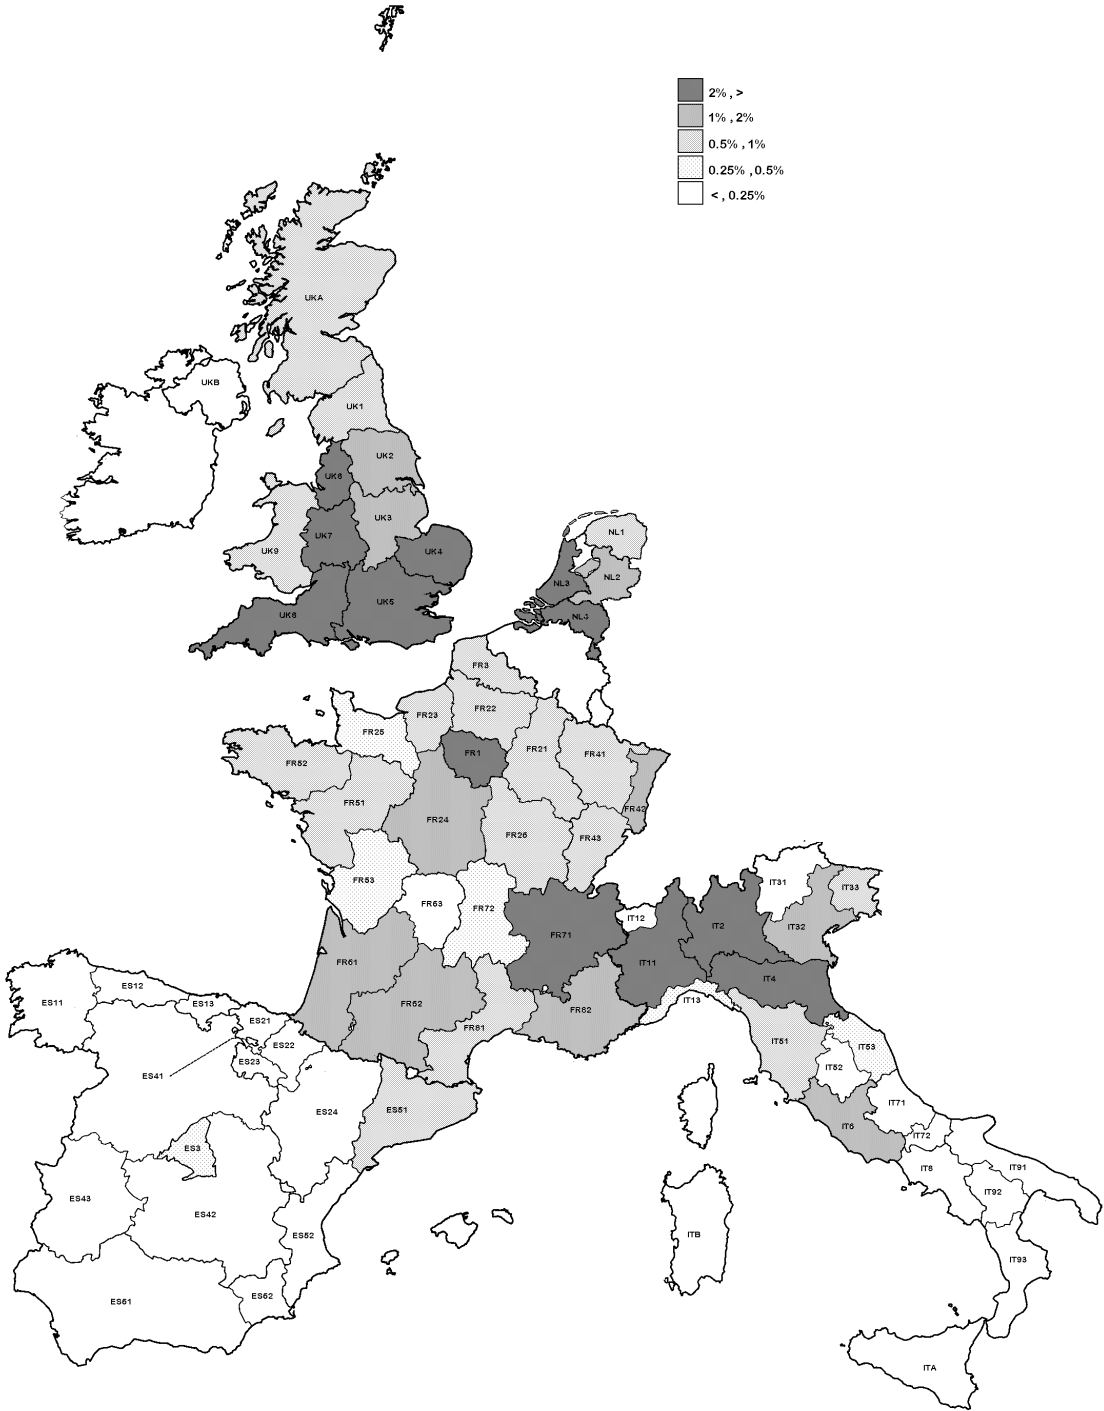 2% , >
1% , 2%
0.5% , 1%
0.25% , 0.5%
< , 0.25%
UKA
UKB
UK1
UK2
UK8
UK3
UK7
UK9
UK4
UK5
UK6
NL1
NL2
NL3
FR3
FR22
FR23
FR25
FR1
FR21
FR41
FR52
FR51
FR24
FR42
FR26
FR43
FR53
FR63
FR72
FR71
FR61
FR62
FR81
FR82
IT31
IT33
IT32
IT12
IT2
IT11
IT4
IT13
IT51
IT53
IT52
IT71
IT6
IT72
IT8
IT91
IT92
IT93
ITB
ITA
ES11
ES12
ES13
ES21
ES22
ES23
ES41
ES24
ES51
ES3
ES43
ES42
ES52
ES61
ES62